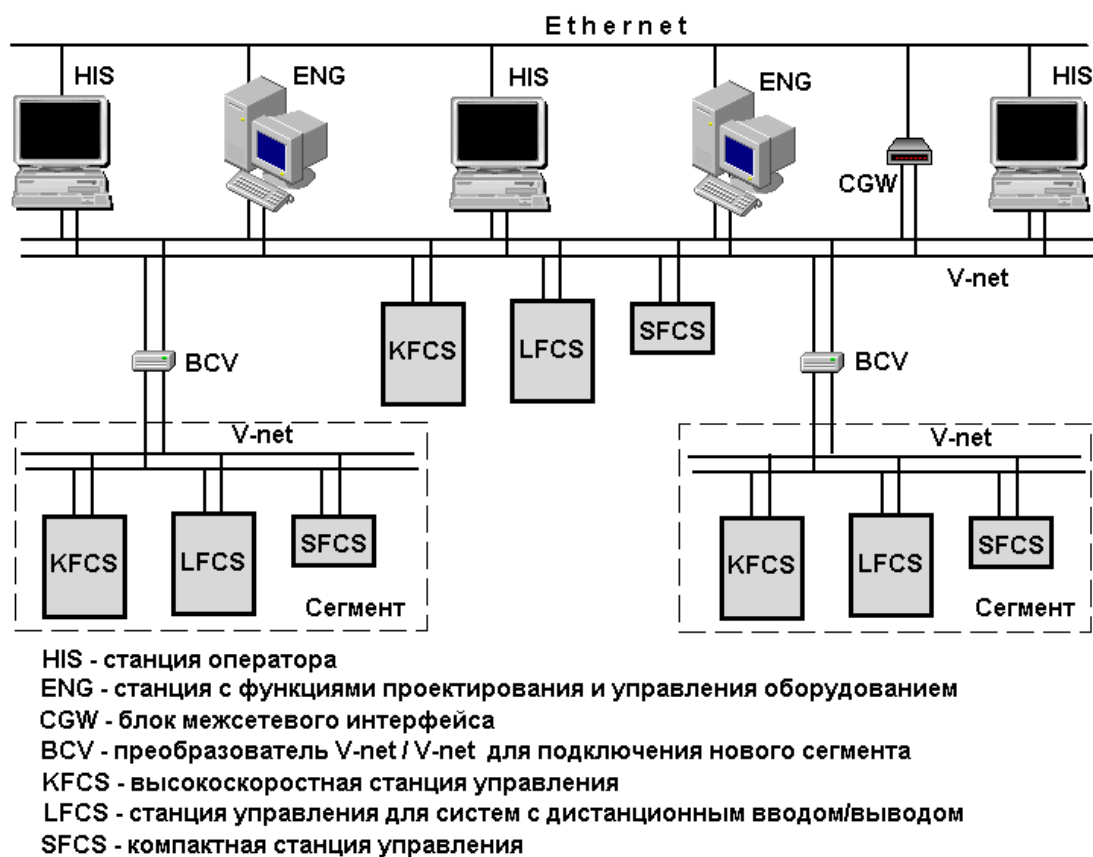 Ethernet
HIS
ENG
HIS
ENG
HIS
CGW
V-net
KFCS
LFCS
SFCS
BCV
BCV
V-net
KFCS
LFCS
SFCS
Сегмент
V-net
KFCS
LFCS
SFCS
Сегмент
HIS - станция оператора
ENG - станция с функциями проектирования и управления оборудованием
CGW - блок межсетевого интерфейса
BCV - преобразователь V-net / V-net для подключения нового сегмента
KFCS - высокоскоростная станция управления
LFCS - станция управления для систем с дистанционным вводом/выводом
SFCS - компактная станция управления